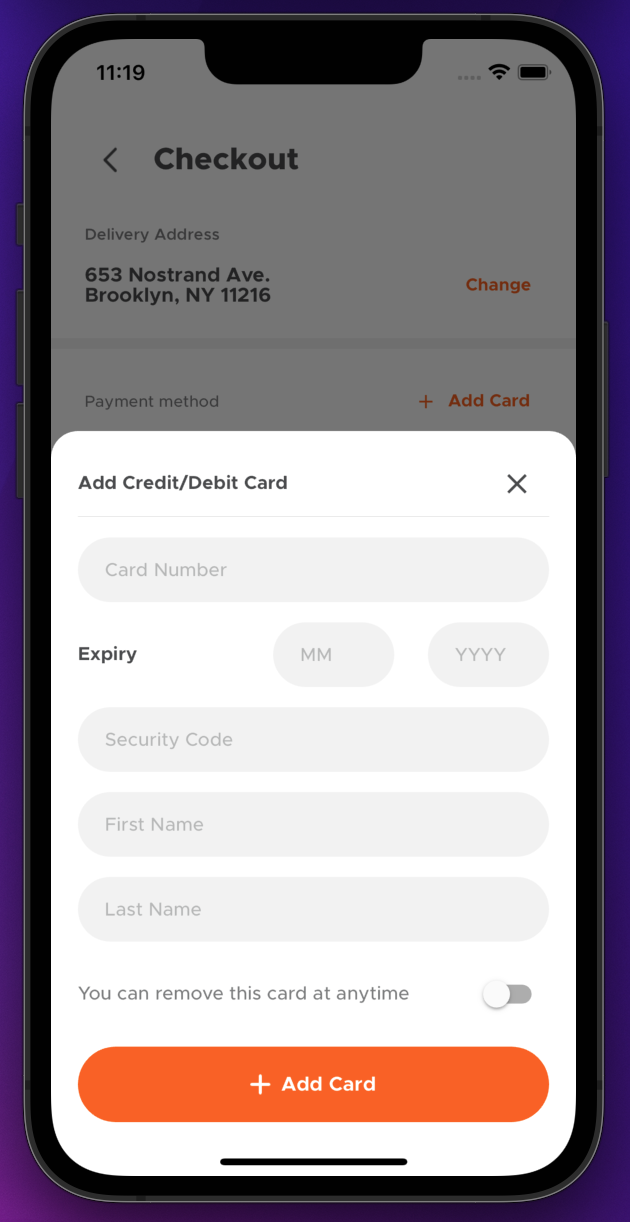 11:19
Checkout
Delivery Address
653 Nostrand Ave.
Brooklyn, NY 11216
Change
Payment method
+ Add Card
Add Credit/Debit Card
Card Number
Expiry
MM
YYYY
Security Code
First Name
Last Name
You can remove this card at anytime
+ Add Card